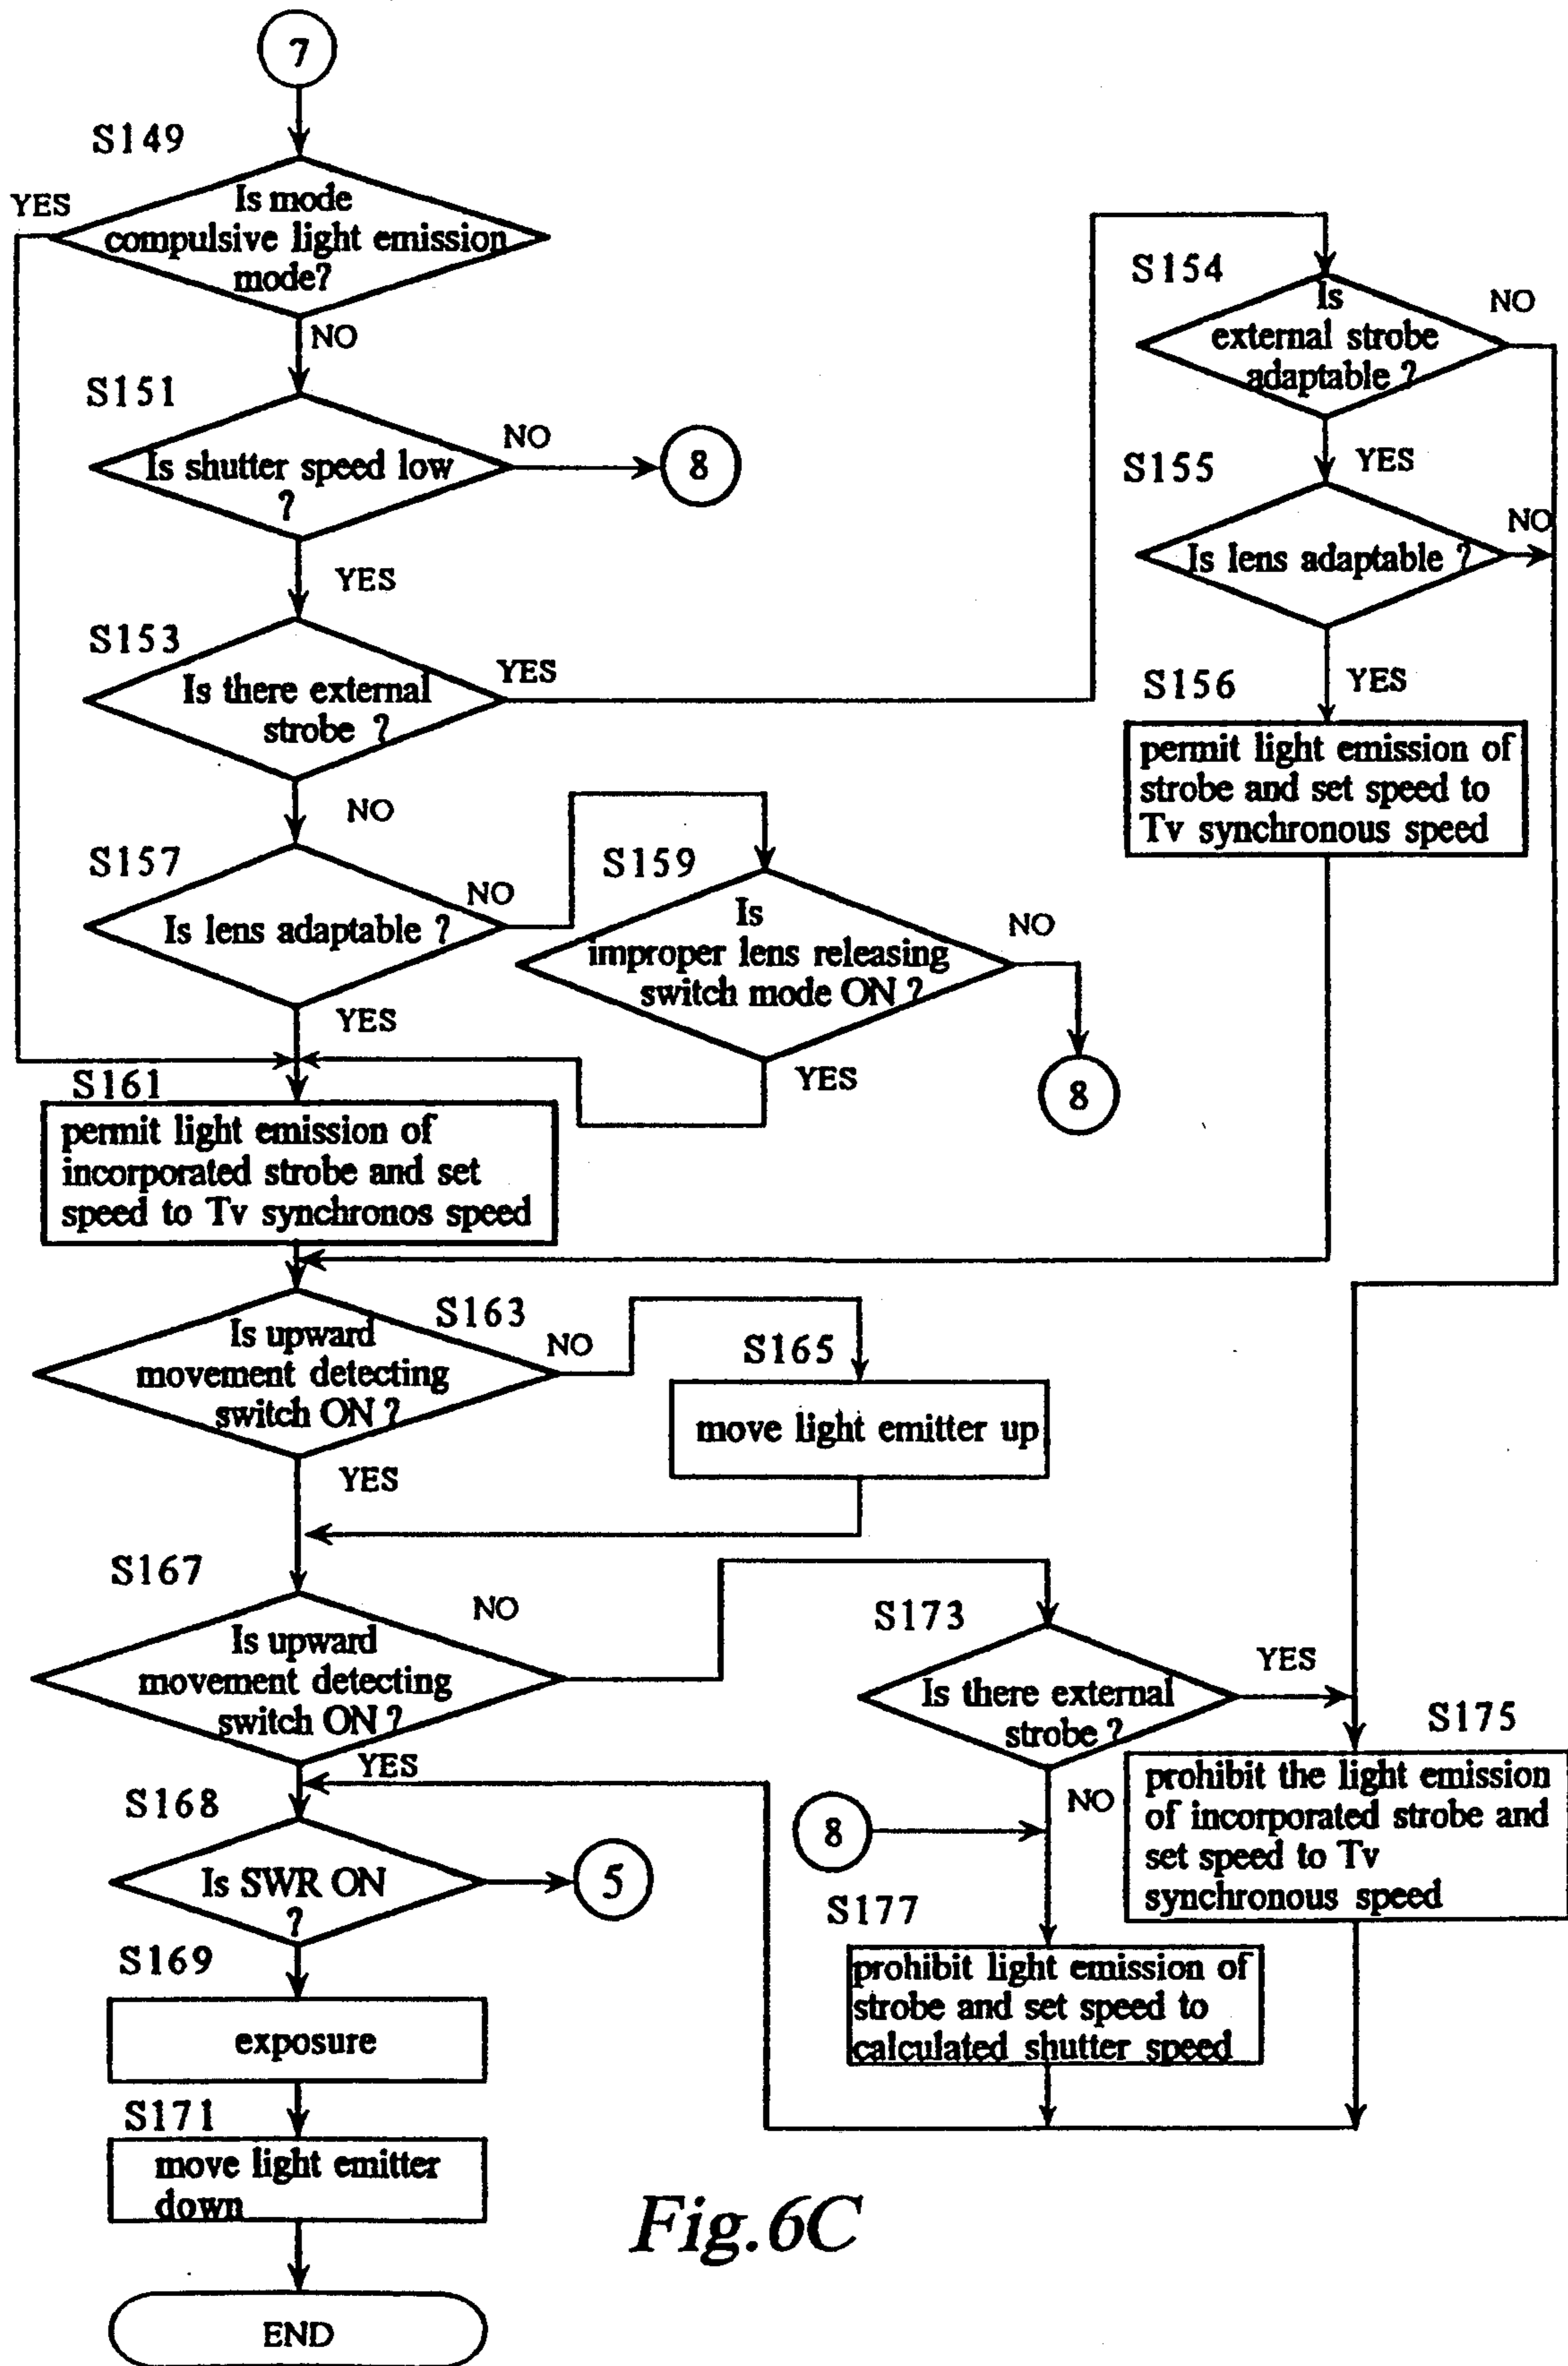 7
S149
YES
Is mode
compulsive light emission
mode?
NO
S151
Is shutter speed low
?
NO
8
YES
S153
Is there external
strobe ?
YES
NO
S154
Is
external strobe
adaptable ?
NO
YES
S155
Is lens adaptable ?
NO
YES
S156
permit light emission of
strobe and set speed to
Tv synchronous speed
S157
Is lens adaptable ?
NO
YES
S159
Is
improper lens releasing
switch mode ON ?
NO
8
YES
S161
permit light emission of
incorporated strobe and set
speed to Tv synchronos speed
S163
Is upward
movement detecting
switch ON ?
NO
YES
S165
move light emitter up
S167
Is upward
movement detecting
switch ON ?
NO
YES
S173
Is there external
strobe ?
YES
NO
S175
prohibit the light emission
of incorporated strobe and
set speed to Tv
synchronous speed
8
S177
prohibit light emission of
strobe and set speed to
calculated shutter speed
S168
Is SWR ON
?
5
S169
exposure
S171
move light emitter
down
END
Fig.6C